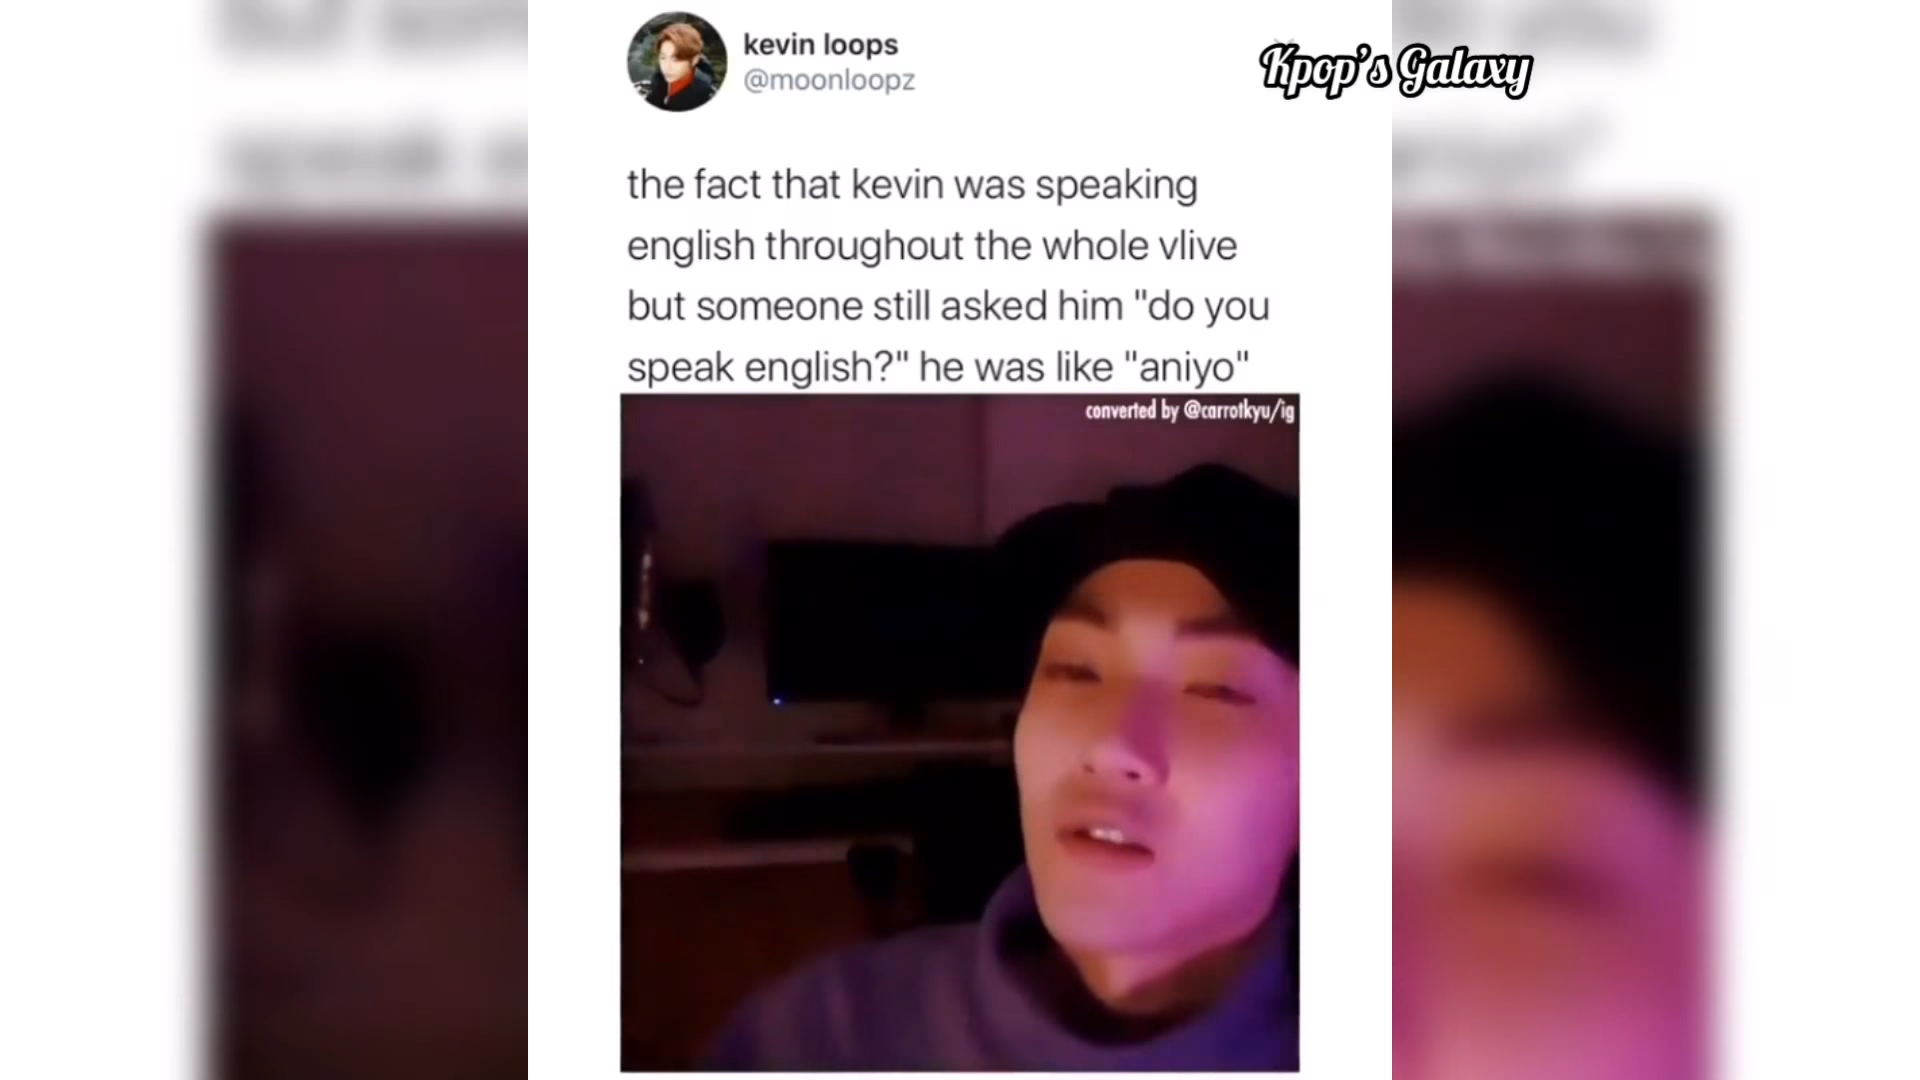 kevin loops
@moonloopz
Kpop's Galaxy
the fact that kevin was speaking
english throughout the whole vlive
but someone still asked him "do you
speak english?" he was like "aniyo"
converted by @carrotkyu/ig